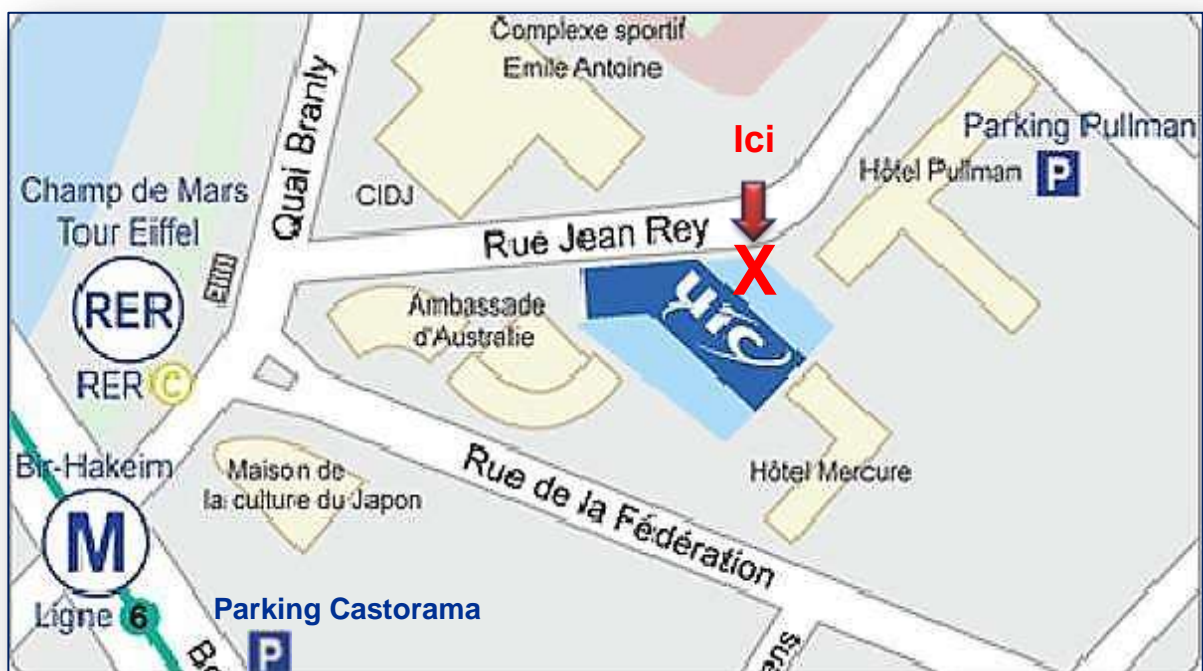 Complexe sportif
Emile Antoine
Quai Branly
Ici
Parking Pullman
Hôtel Pullman
P
Champ de Mars
Tour Eiffel
CIDJ
Rue Jean Rey
RER
RER C
X
Ambassade
d'Australie
uic
Bir-Hakeim
M
Ligne 6
Maison de
la culture du Japon
Rue de la Fédération
Hôtel Mercure
Parking Castorama
P